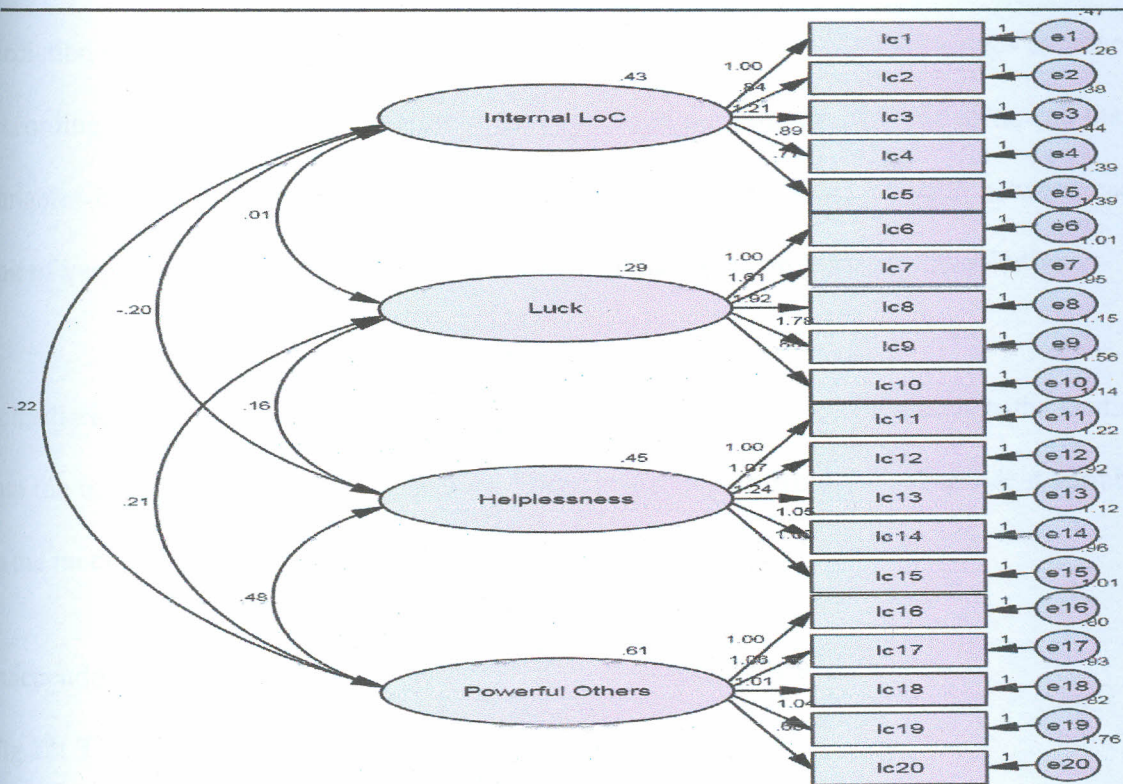 .47
lc1 1 e1
1.26
1.00
lc2 1 e2
.43
.84
.38
Internal LoC
1.21
lc3 1 e3
.44
.89
lc4 1 e4
1.39
.77
lc5 1 e5
1.39
.01
lc6 1 e6
1.01
1.00
lc7 1 e7
.29
1.61
.95
Luck
1.92
lc8 1 e8
1.15
-.20
1.78
lc9 1 e9
1.56
lc10 1 e10
1.14
-.22
.16
lc11 1 e11
1.22
1.00
lc12 1 e12
.45
1.07
.92
Helplessness
1.24
lc13 1 e13
1.12
.21
1.05
lc14 1 e14
.96
lc15 1 e15
1.01
.48
lc16 1 e16
.80
1.00
lc17 1 e17
.61
1.06
.93
Powerful Others
1.01
lc18 1 e18
.82
1.04
lc19 1 e19
1.76
lc20 1 e20